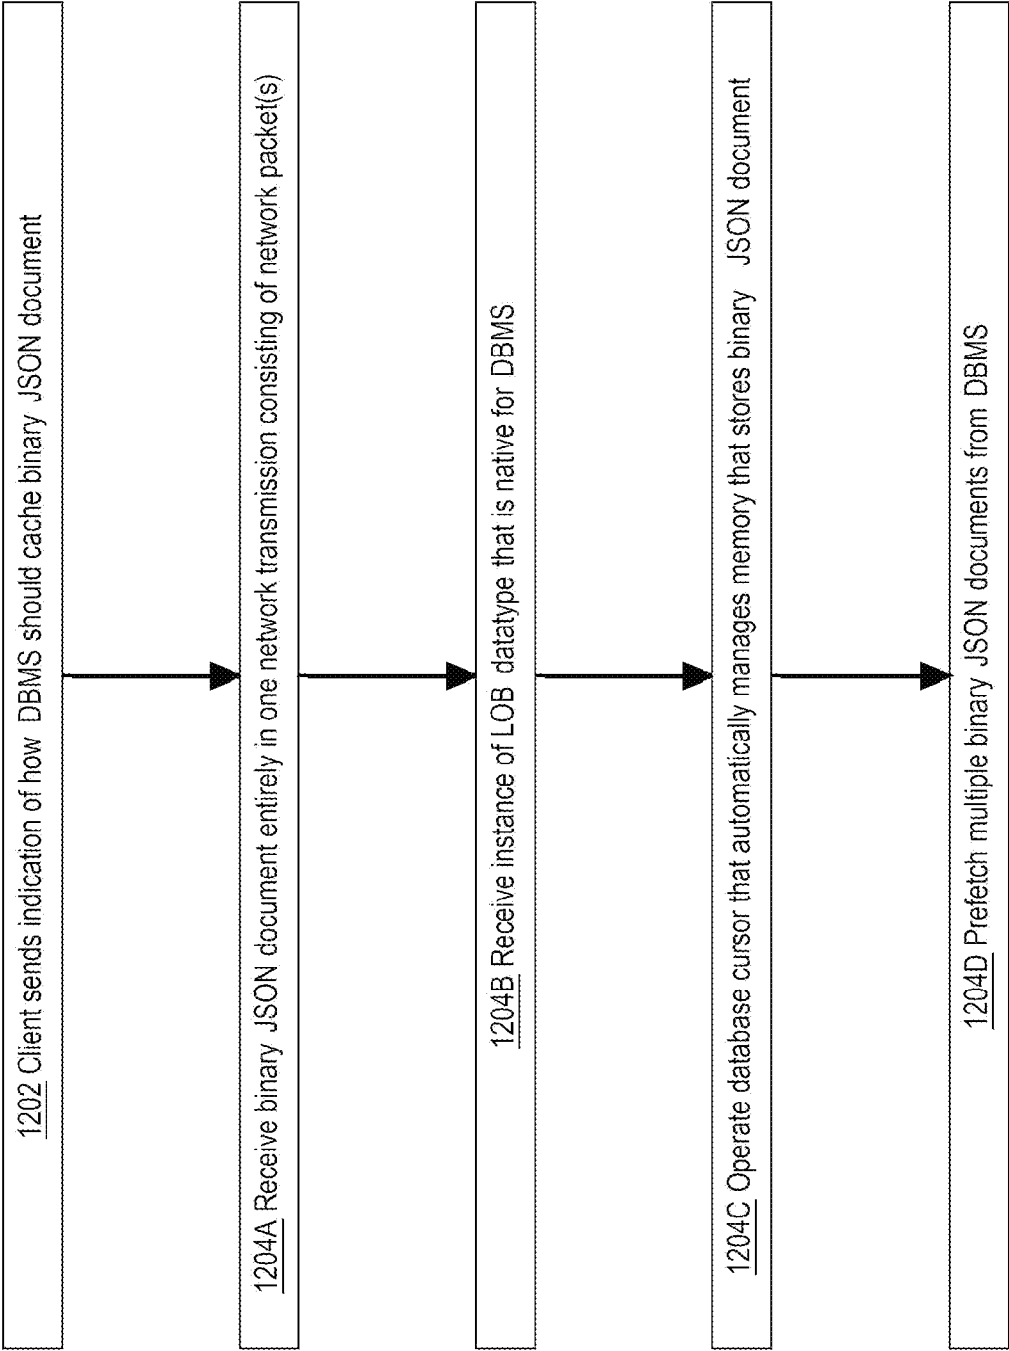 1202 Client sends indication of how DBMS should cache binary JSON document
1204A Receive binary JSON document entirely in one network transmission consisting of network packet(s)
1204B Receive instance of LOB datatype that is native for DBMS
1204C Operate database cursor that automatically manages memory that stores binary JSON document
1204D Prefetch multiple binary JSON documents from DBMS